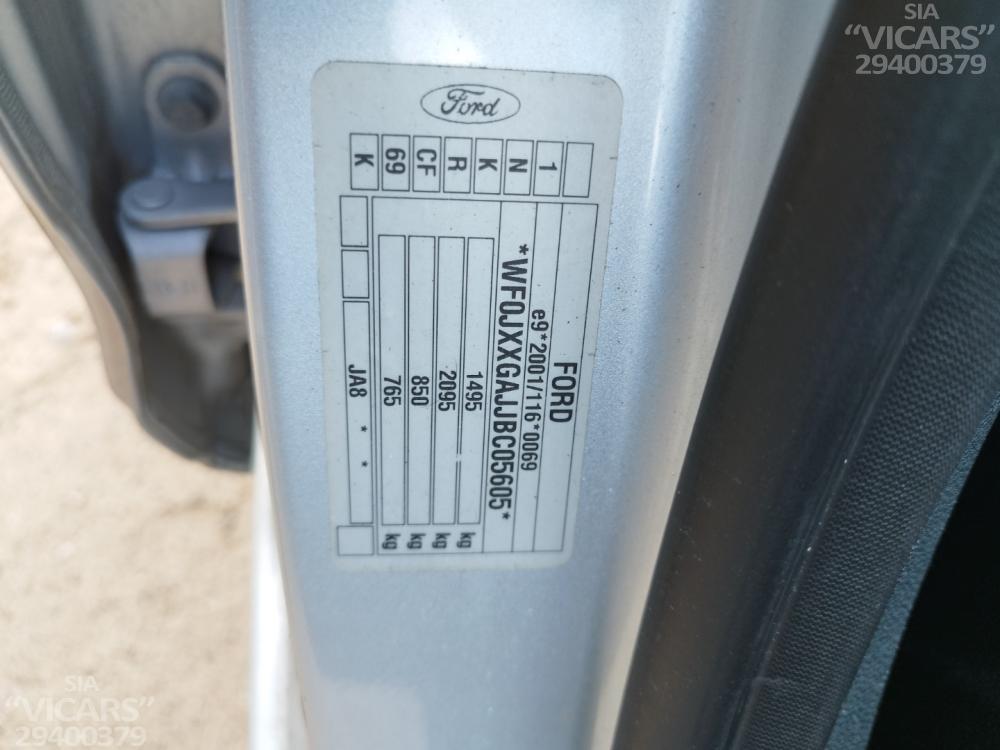 Ford
FORD
e9*2001/116*0069
*WF0JXXGAJJBC05605*
1495 kg
2095 kg
850 kg
765 kg
JA8 * *
1
N
K
R
CF
69
K
SIA
“VICARS”
29400379
SIA
“VICARS”
29400379